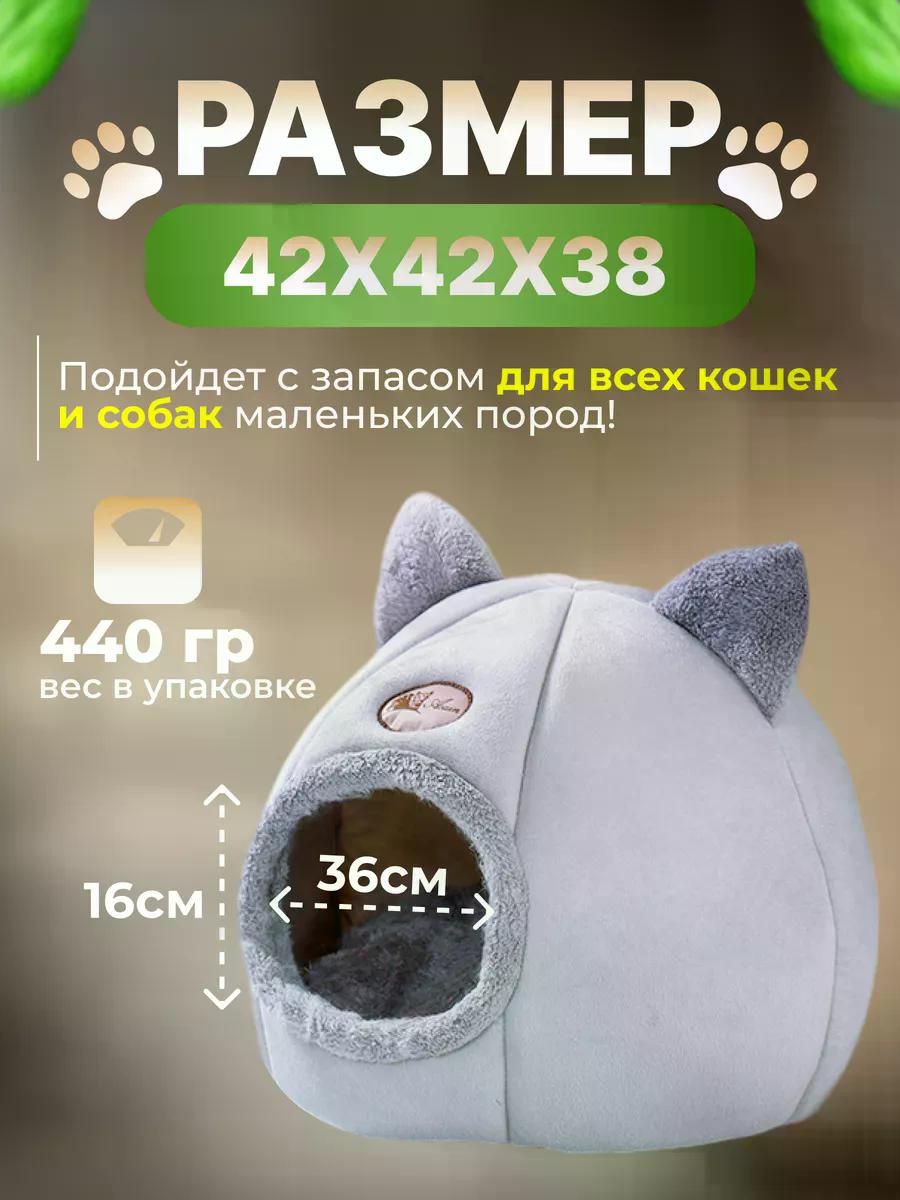 РАЗМЕР
42X42X38
Подойдет с запасом для всех кошек
и собак маленьких пород!
440 гр
вес в упаковке
16см
36см